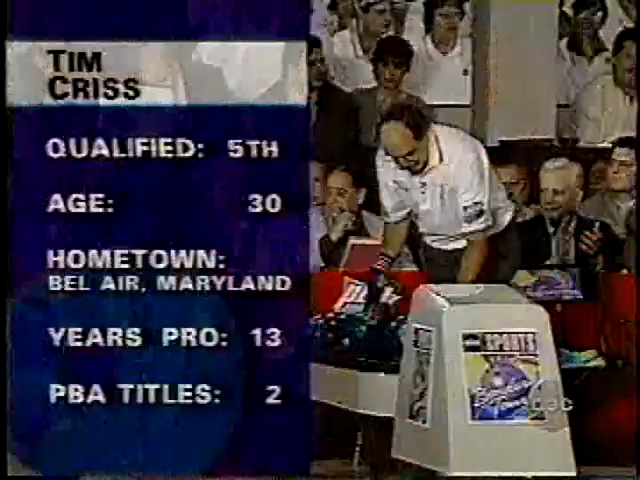 TIM
CRISS
QUALIFIED: 5TH
AGE: 30
HOMETOWN:
BEL AIR, MARYLAND
YEARS PRO: 13
PBA TITLES: 2
SPORTS
abc